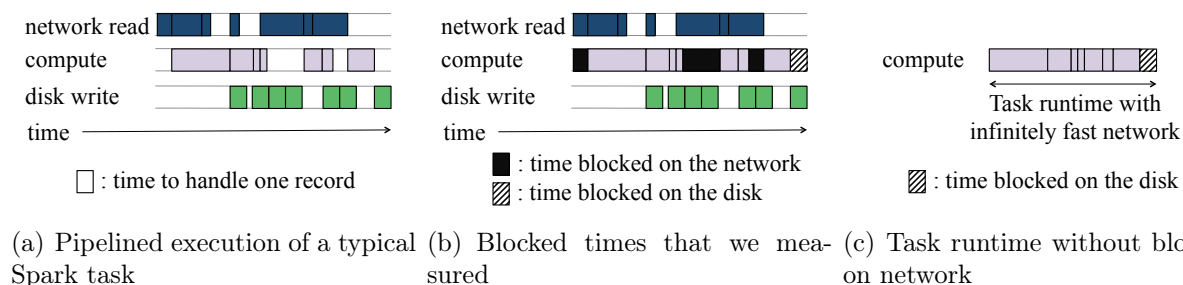 network read
compute
disk write
time
: time to handle one record
(a) Pipelined execution of a typical
Spark task
network read
compute
disk write
time
: time blocked on the network
: time blocked on the disk
(b) Blocked times that we mea-
sured
compute
Task runtime with
infinitely fast network
: time blocked on the disk
(c) Task runtime without blo
on network